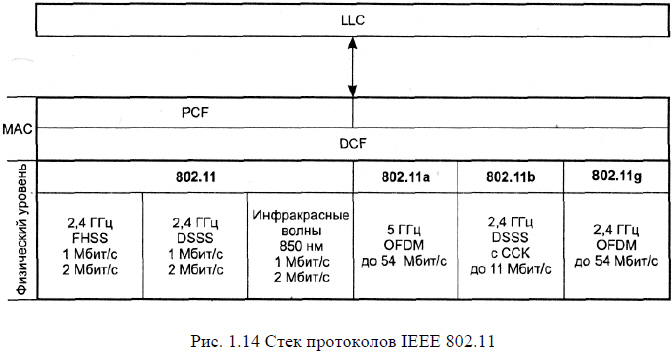 LLC
MAC
PCF
DCF
Физический уровень
802.11
802.11a
802.11b
802.11g
2,4 ГГц
FHSS
1 Мбит/с
2 Мбит/с
2,4 ГГц
DSSS
1 Мбит/с
2 Мбит/с
Инфракрасные
волны
850 нм
1 Мбит/с
2 Мбит/с
5 ГГц
OFDM
до 54 Мбит/с
2,4 ГГц
DSSS
с ССК
до 11 Мбит/с
2,4 ГГц
OFDM
до 54 Мбит/с
Рис. 1.14 Стек протоколов IEEE 802.11